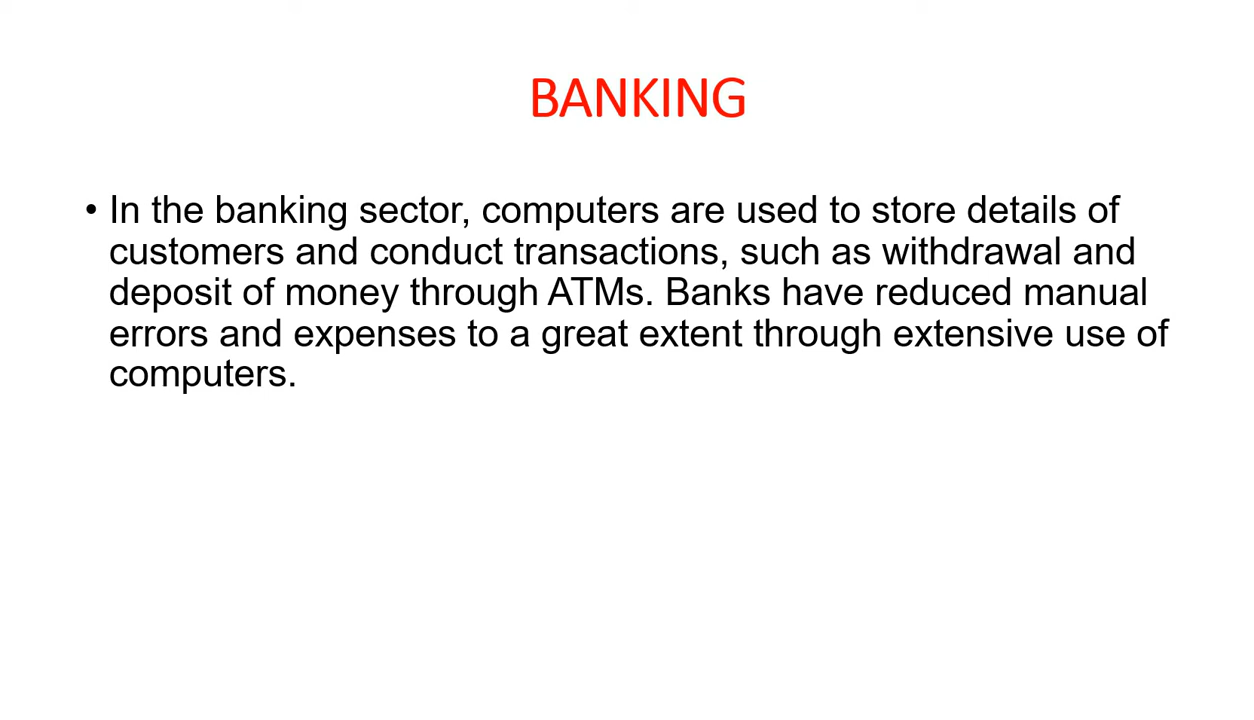 BANKING
• In the banking sector, computers are used to store details of
customers and conduct transactions, such as withdrawal and
deposit of money through ATMs. Banks have reduced manual
errors and expenses to a great extent through extensive use of
computers.